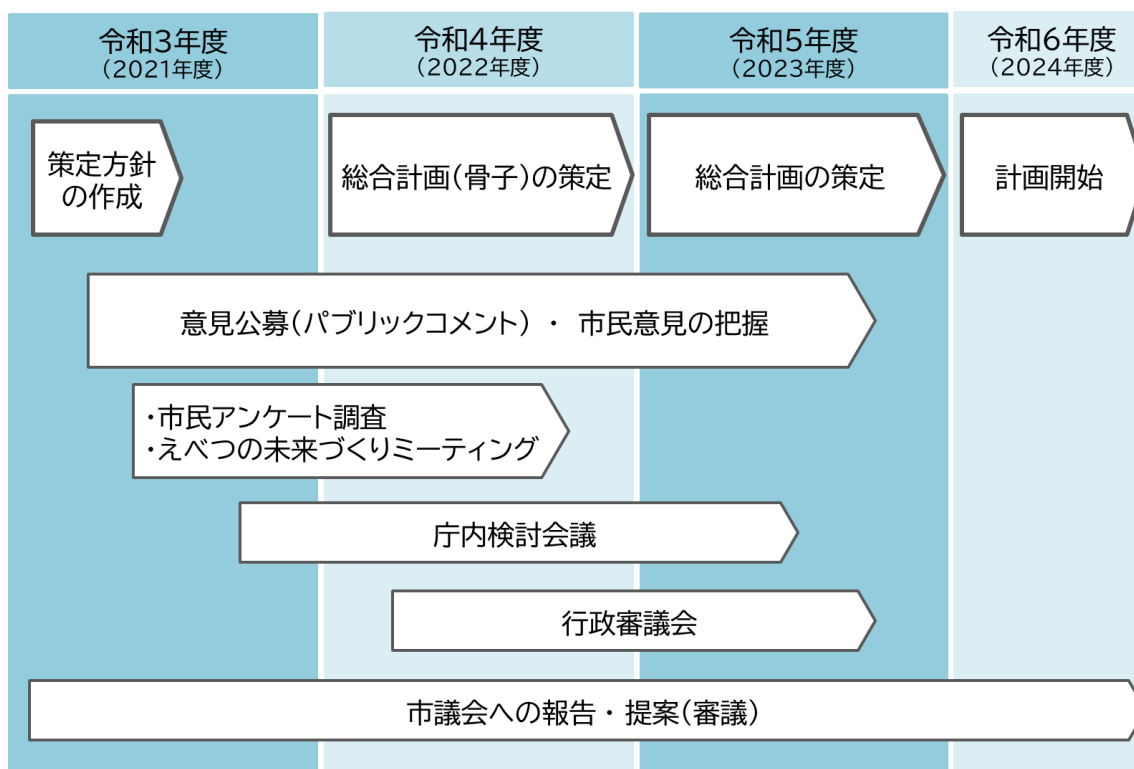 令和3年度
（2021年度）
令和4年度
（2022年度）
令和5年度
（2023年度）
令和6年度
（2024年度）
策定方針
の作成
総合計画（骨子）の策定
総合計画の策定
計画開始
意見公募（パブリックコメント）・ 市民意見の把握
・市民アンケート調査
・えべつの未来づくりミーティング
庁内検討会議
行政審議会
市議会への報告・提案（審議）